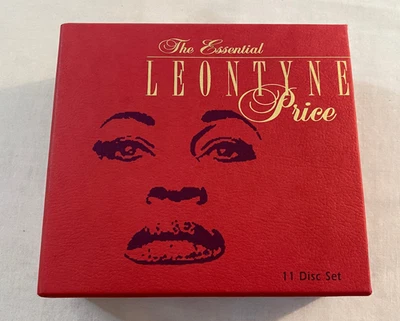 The Essential
LEONTYNE
Price
11 Disc Set